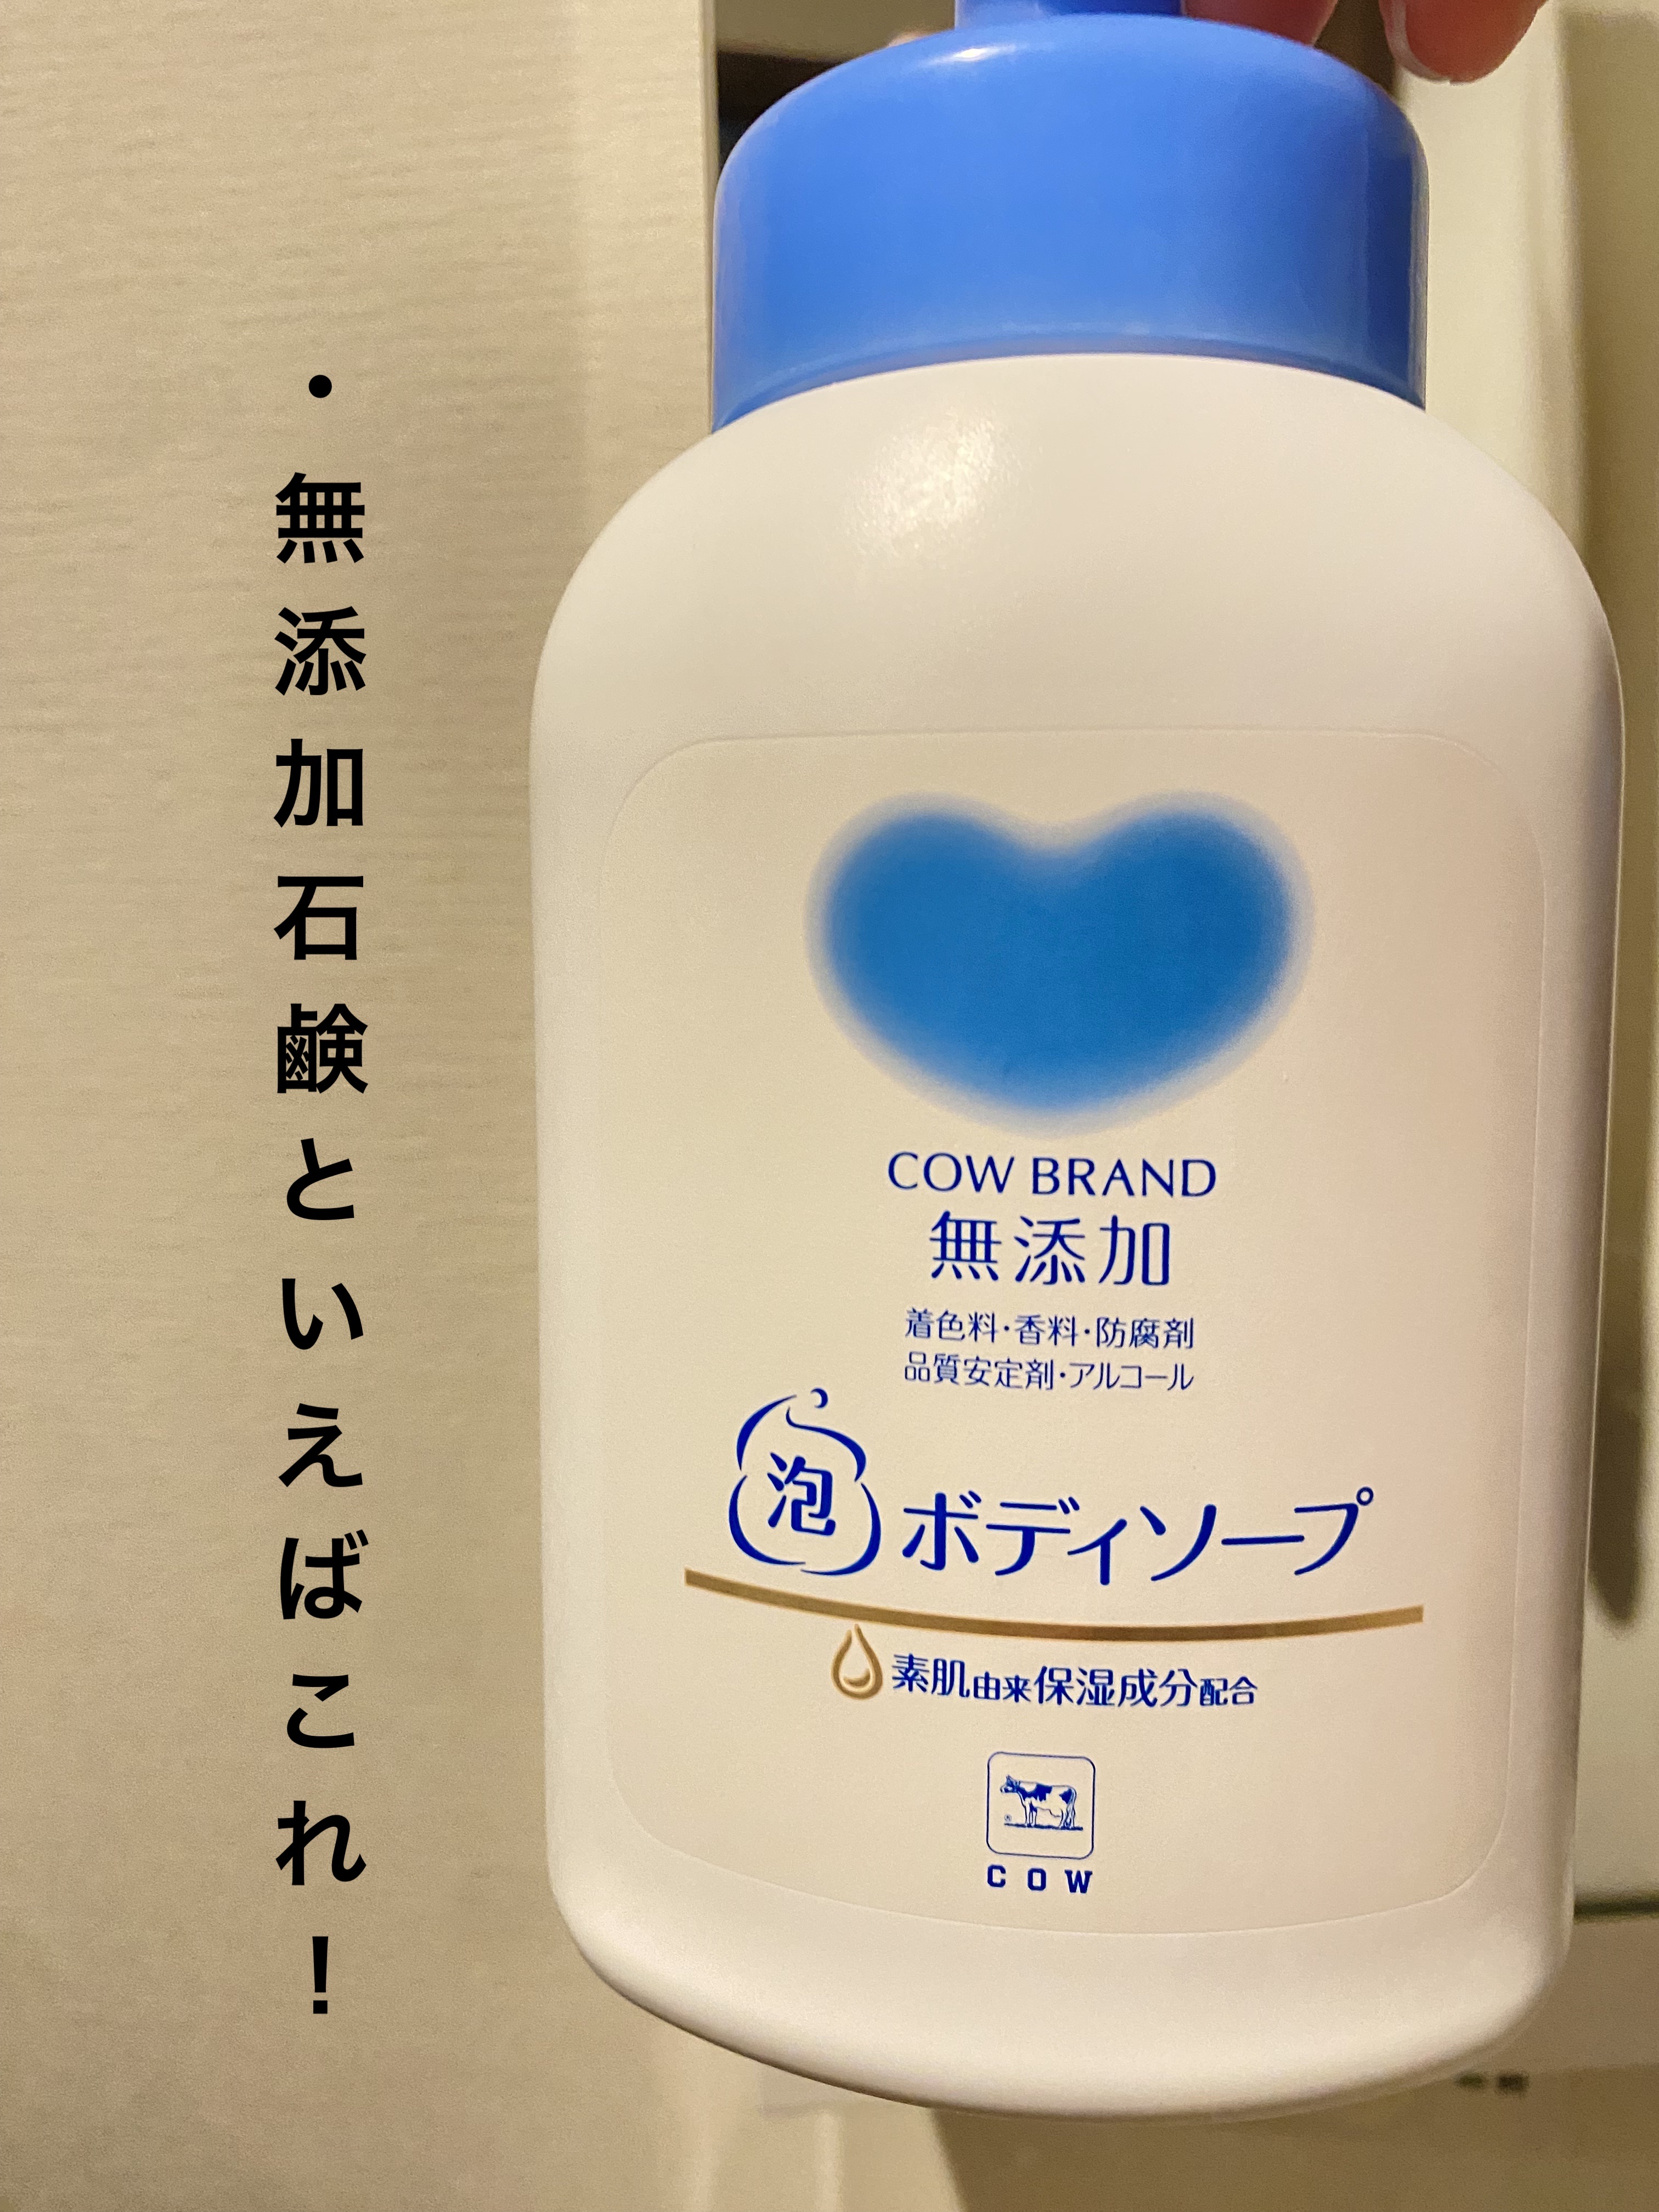 ・無添加石鹸といえばこれ！
COW BRAND
無添加
着色料・香料・防腐剤
品質安定剤・アルコール
泡ボディソープ
素肌由来保湿成分配合
COW